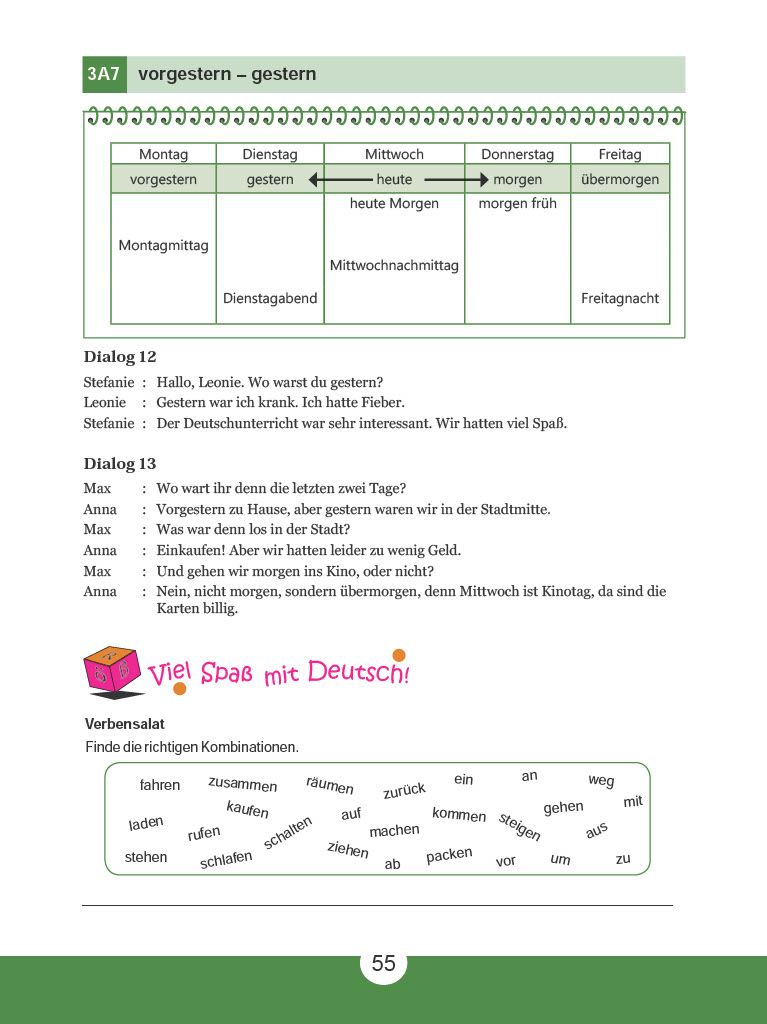 3A7 vorgestern – gestern
Montag Dienstag Mittwoch Donnerstag Freitag
vorgestern gestern heute morgen übermorgen
heute Morgen morgen früh
Montagmittag
Mittwochnachmittag
Dienstagabend Freitagnacht
Dialog 12
Stefanie : Hallo, Leonie. Wo warst du gestern?
Leonie : Gestern war ich krank. Ich hatte Fieber.
Stefanie : Der Deutschunterricht war sehr interessant. Wir hatten viel Spaß.
Dialog 13
Max : Wo wart ihr denn die letzten zwei Tage?
Anna : Vorgestern zu Hause, aber gestern waren wir in der Stadtmitte.
Max : Was war denn los in der Stadt?
Anna : Einkaufen! Aber wir hatten leider zu wenig Geld.
Max : Und gehen wir morgen ins Kino, oder nicht?
Anna : Nein, nicht morgen, sondern übermorgen, denn Mittwoch ist Kinotag, da sind die
Karten billig.
Viel Spaß mit Deutsch!
Verbensalat
Finde die richtigen Kombinationen.
fahren zusammen räumen zurück ein an weg
laden kaufen auf kommen steigen gehen mit
rufen schalten machen aus
stehen schlafen ziehen ab packen vor um zu
55